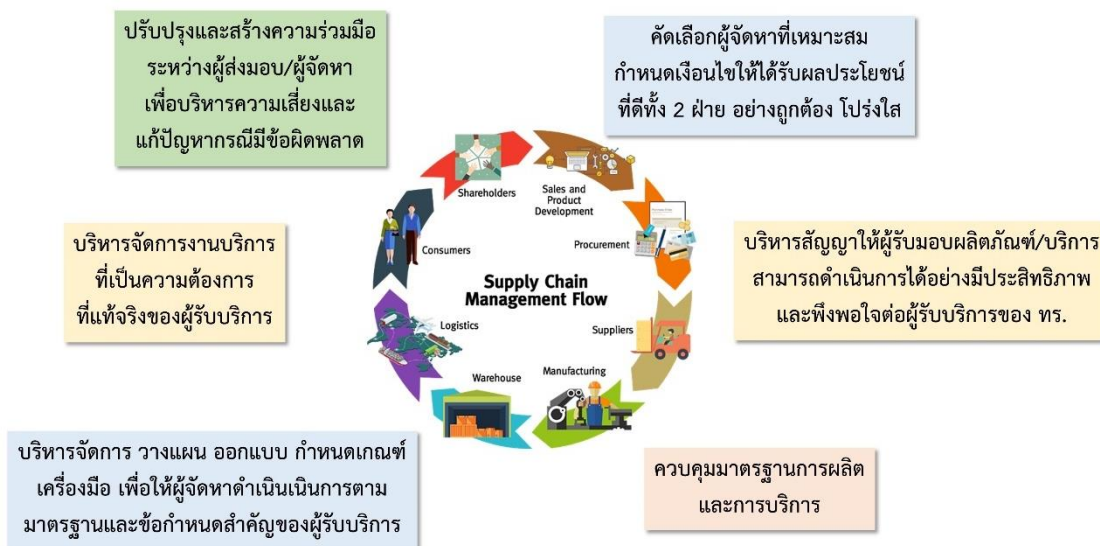 ปรับปรุงและสร้างความร่วมมือ
ระหว่างผู้ส่งมอบ/ผู้จัดหา
เพื่อบริหารความเสี่ยงและ
แก้ปัญหากรณีมีข้อผิดพลาด
คัดเลือกผู้จัดหาที่เหมาะสม
กำหนดเงื่อนไขให้ได้รับผลประโยชน์
ที่ดีทั้ง 2 ฝ่าย อย่างถูกต้อง โปร่งใส
Shareholders
Sales and
Product
Development
Consumers
Procurement
บริหารจัดการงานบริการ
ที่เป็นความต้องการ
ที่แท้จริงของผู้รับบริการ
Supply Chain
Management Flow
บริหารสัญญาให้ผู้รับมอบผลิตภัณฑ์/บริการ
สามารถดำเนินการได้อย่างมีประสิทธิภาพ
และพึงพอใจต่อผู้รับบริการของ ทร.
Logistics
Suppliers
Warehouse
Manufacturing
บริหารจัดการ วางแผน ออกแบบ กำหนดเกณฑ์
เครื่องมือ เพื่อให้ผู้จัดหาดำเนินเนินการตาม
มาตรฐานและข้อกำหนดสำคัญของผู้รับบริการ
ควบคุมมาตรฐานการผลิต
และการบริการ